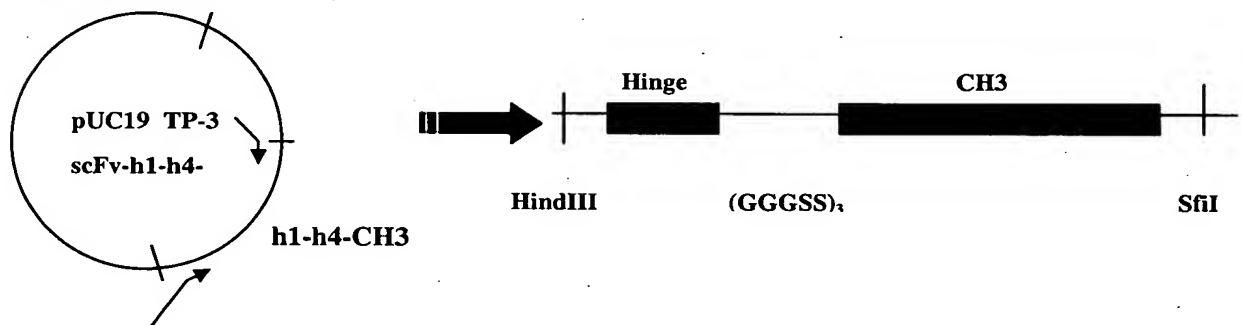 pUC19 TP-3
scFv-h1-h4-
h1-h4-CH3
Hinge
CH3
HindIII
(GGGSS)₃
SfiI